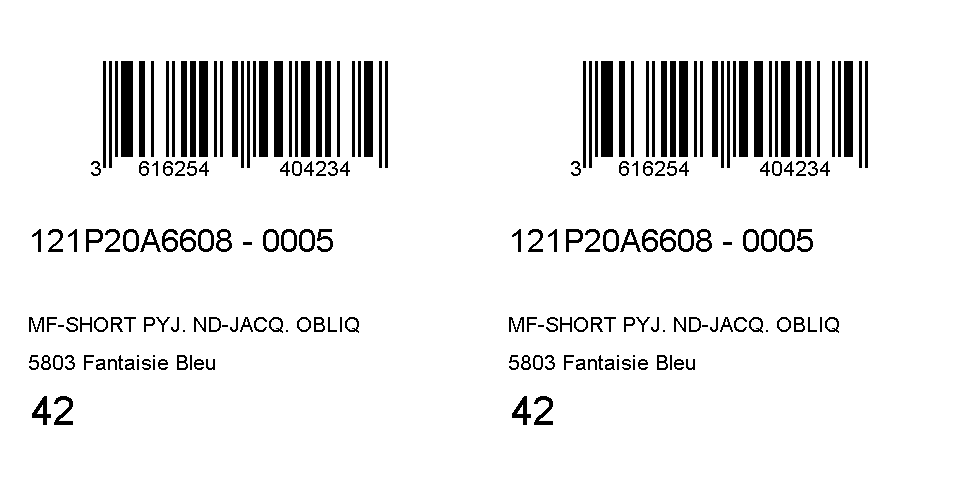 3 616254 404234
121P20A6608 - 0005
MF-SHORT PYJ. ND-JACQ. OBLIQ
5803 Fantaisie Bleu
42
3 616254 404234
121P20A6608 - 0005
MF-SHORT PYJ. ND-JACQ. OBLIQ
5803 Fantaisie Bleu
42